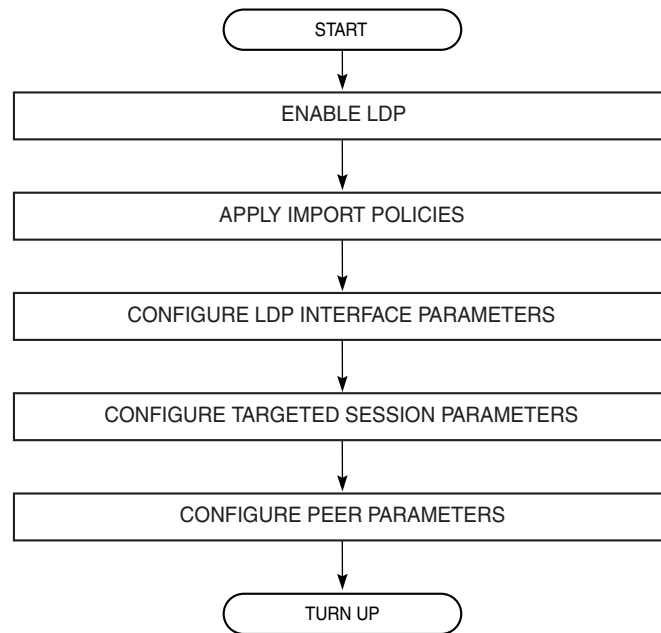 START
ENABLE LDP
APPLY IMPORT POLICIES
CONFIGURE LDP INTERFACE PARAMETERS
CONFIGURE TARGETED SESSION PARAMETERS
CONFIGURE PEER PARAMETERS
TURN UP